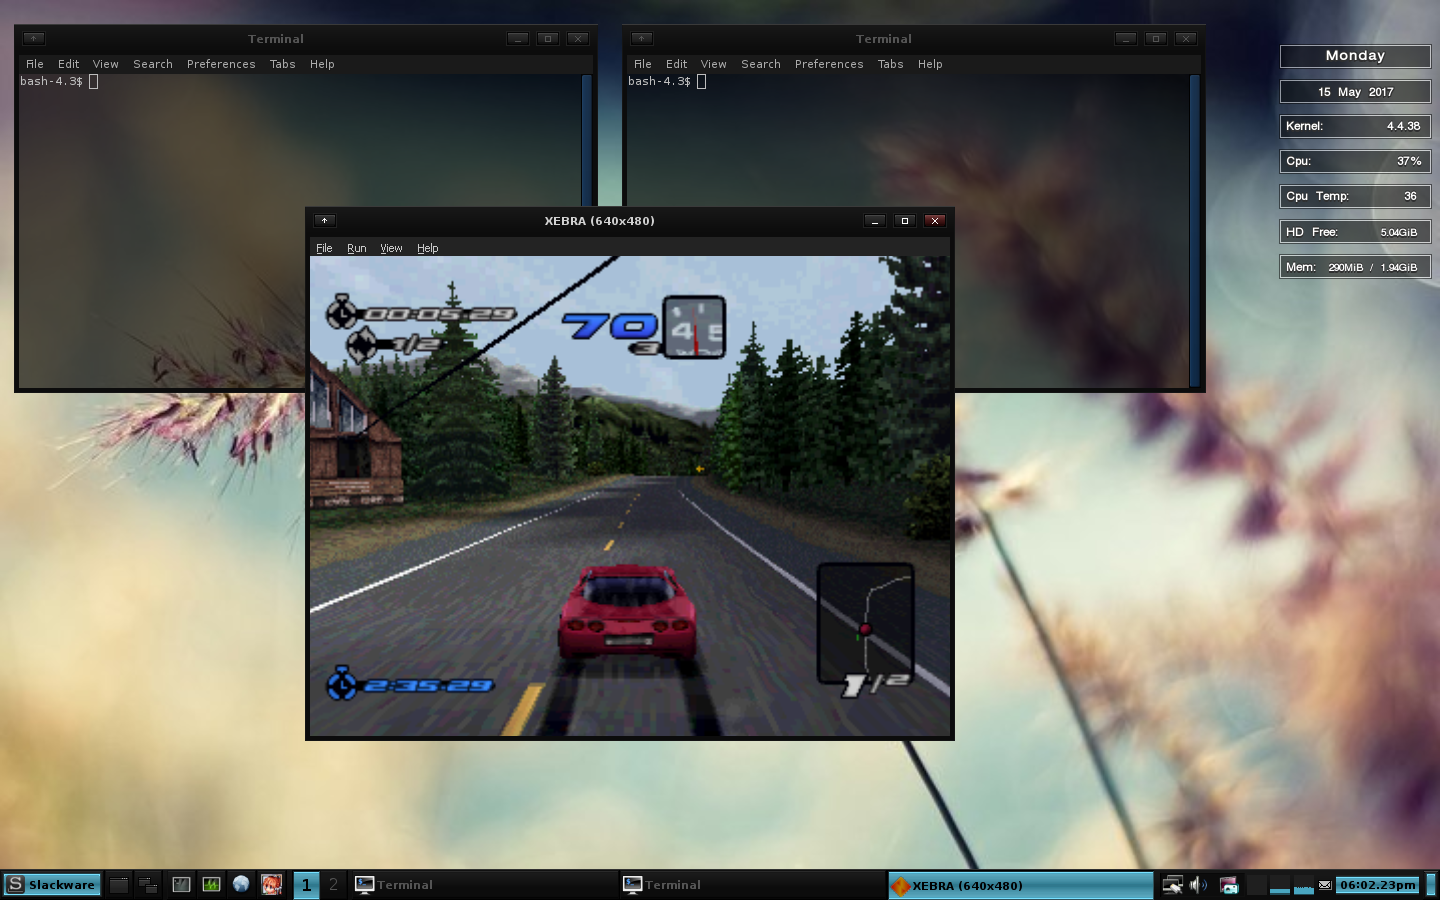 Terminal
File Edit View Search Preferences Tabs Help
bash-4.3$
Terminal
File Edit View Search Preferences Tabs Help
bash-4.3$
Monday
15 May 2017
Kernel: 4.4.38
Cpu: 37%
Cpu Temp: 36
HD Free: 5.04GiB
Mem: 290MiB / 1.94GiB
XEBRA (640x480)
File Run View Help
00:05:29
70
1/2
3
4 5
2:35:29
1/2
S Slackware
1 2
Terminal
Terminal
XEBRA (640x480)
06:02.23pm